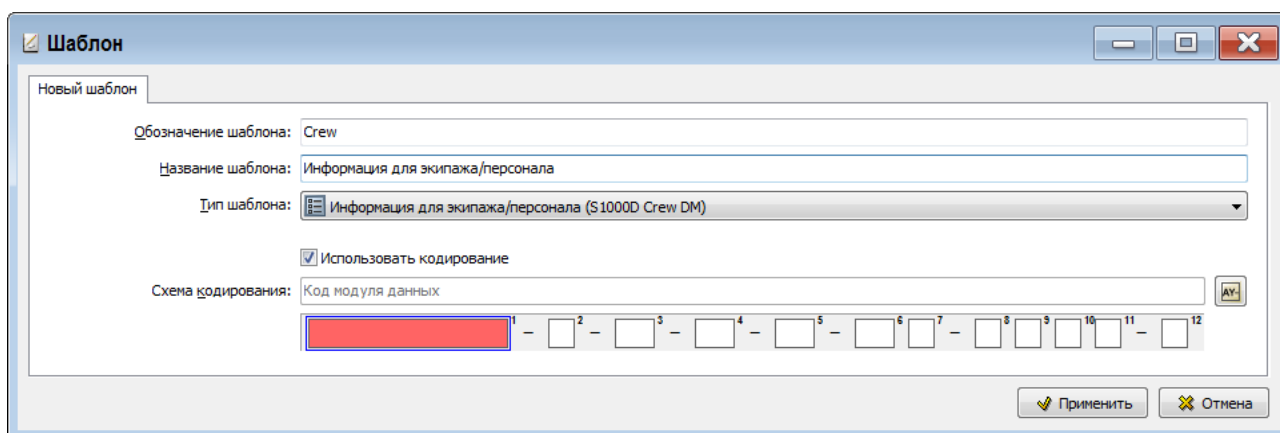 Шаблон
Новый шаблон
Обозначение шаблона: Crew
Название шаблона: Информация для экипажа/персонала
Тип шаблона: Информация для экипажа/персонала (S1000D Crew DM)
Использовать кодирование
Схема кодирования: Код модуля данных AY-
1 – 2 – 3 – 4 – 5 – 6 7 – 8 9 10 11 – 12
Применить Отмена